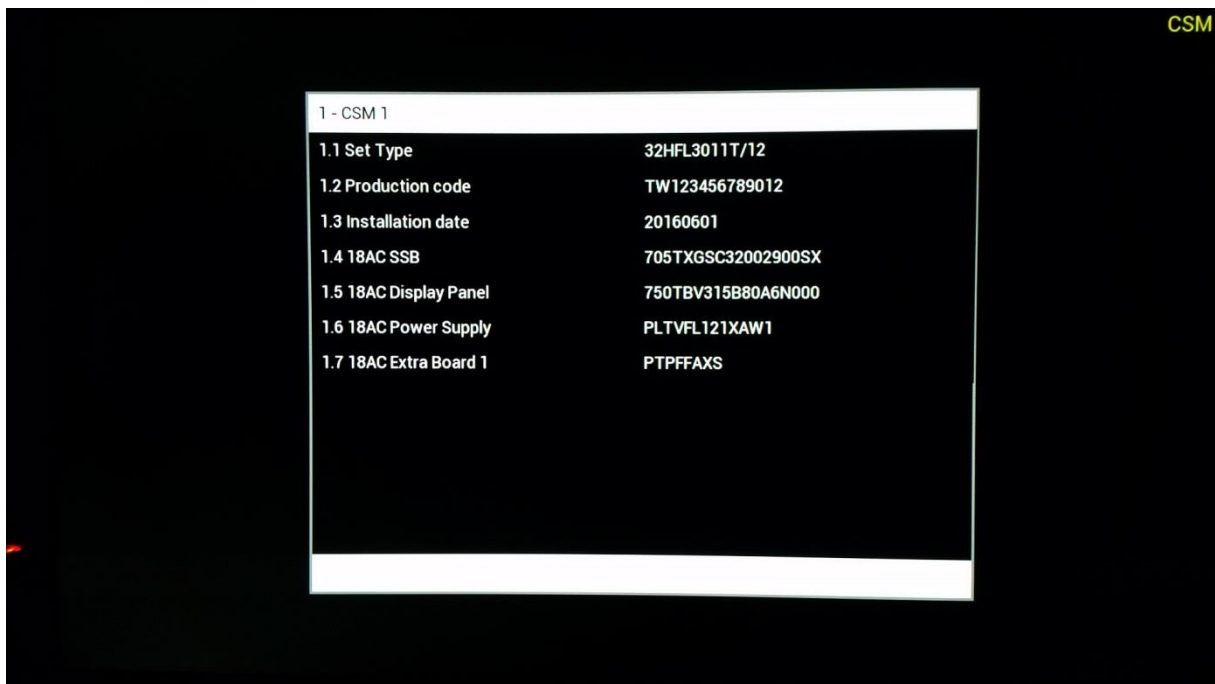 CSM
1 - CSM 1
1.1 Set Type 32HFL3011T/12
1.2 Production code TW123456789012
1.3 Installation date 20160601
1.4 18AC SSB 705TXGSC32002900SX
1.5 18AC Display Panel 750TBV315B80A6N000
1.6 18AC Power Supply PLTVFL121XAW1
1.7 18AC Extra Board 1 PTPFFAXS